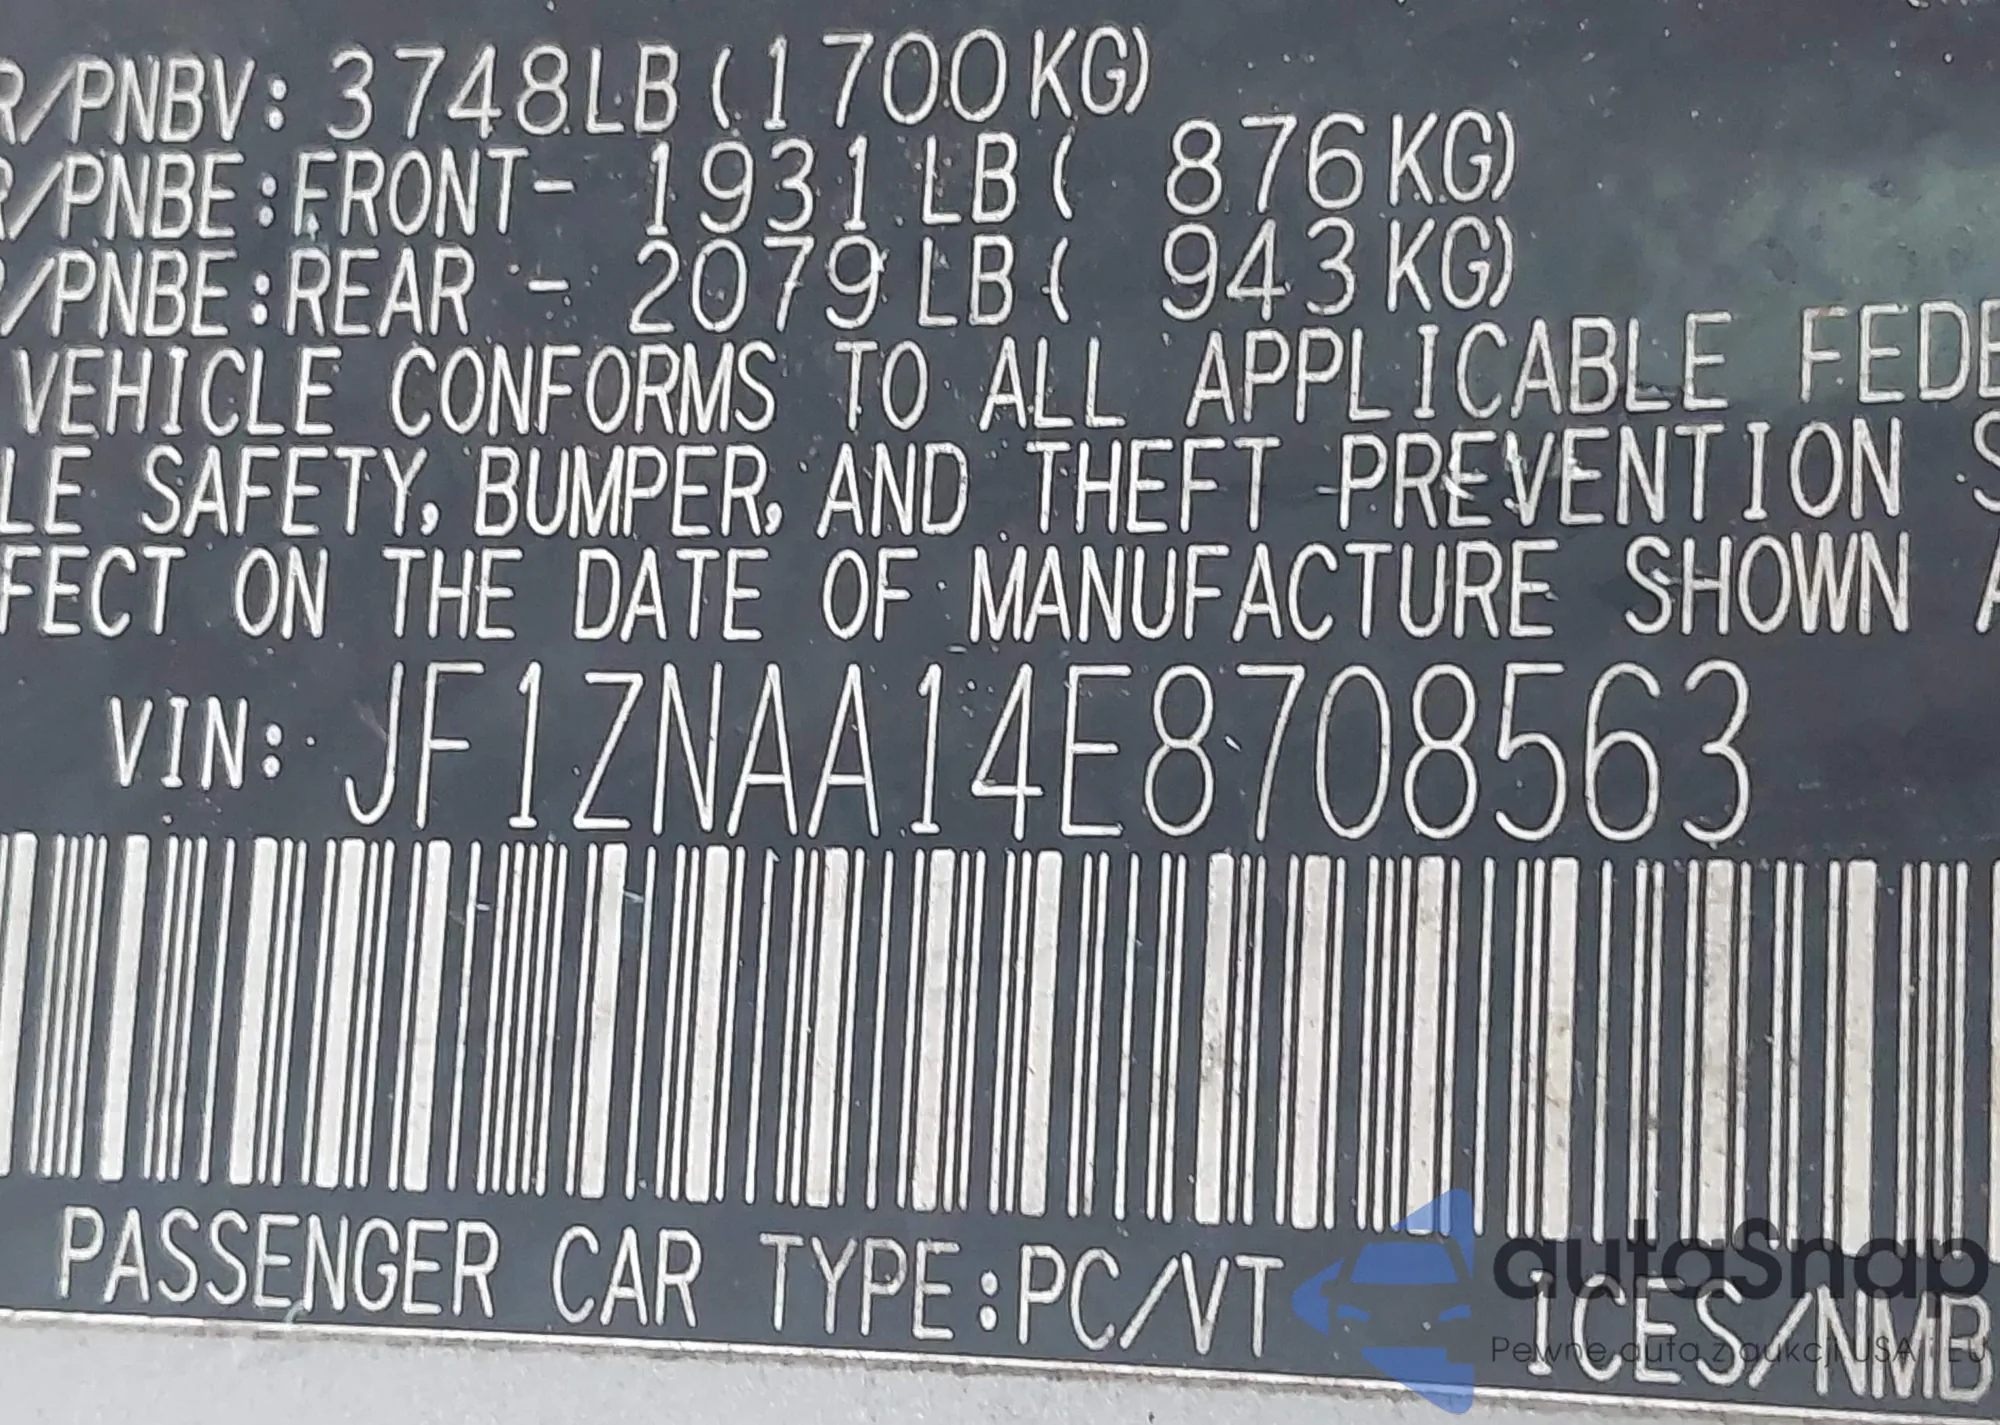 R/PNBV: 3748LB(1700KG)
R/PNBE:FRONT- 1931LB( 876KG)
R/PNBE:REAR - 2079LB( 943KG)
VEHICLE CONFORMS TO ALL APPLICABLE FEDE
LE SAFETY, BUMPER, AND THEFT PREVENTION S
FECT ON THE DATE OF MANUFACTURE SHOWN A
VIN: JF1ZNAA14E8708563
PASSENGER CAR TYPE:PC/VT ICES/NMB
autaSnap
Pewne auta z aukcji USA i EU